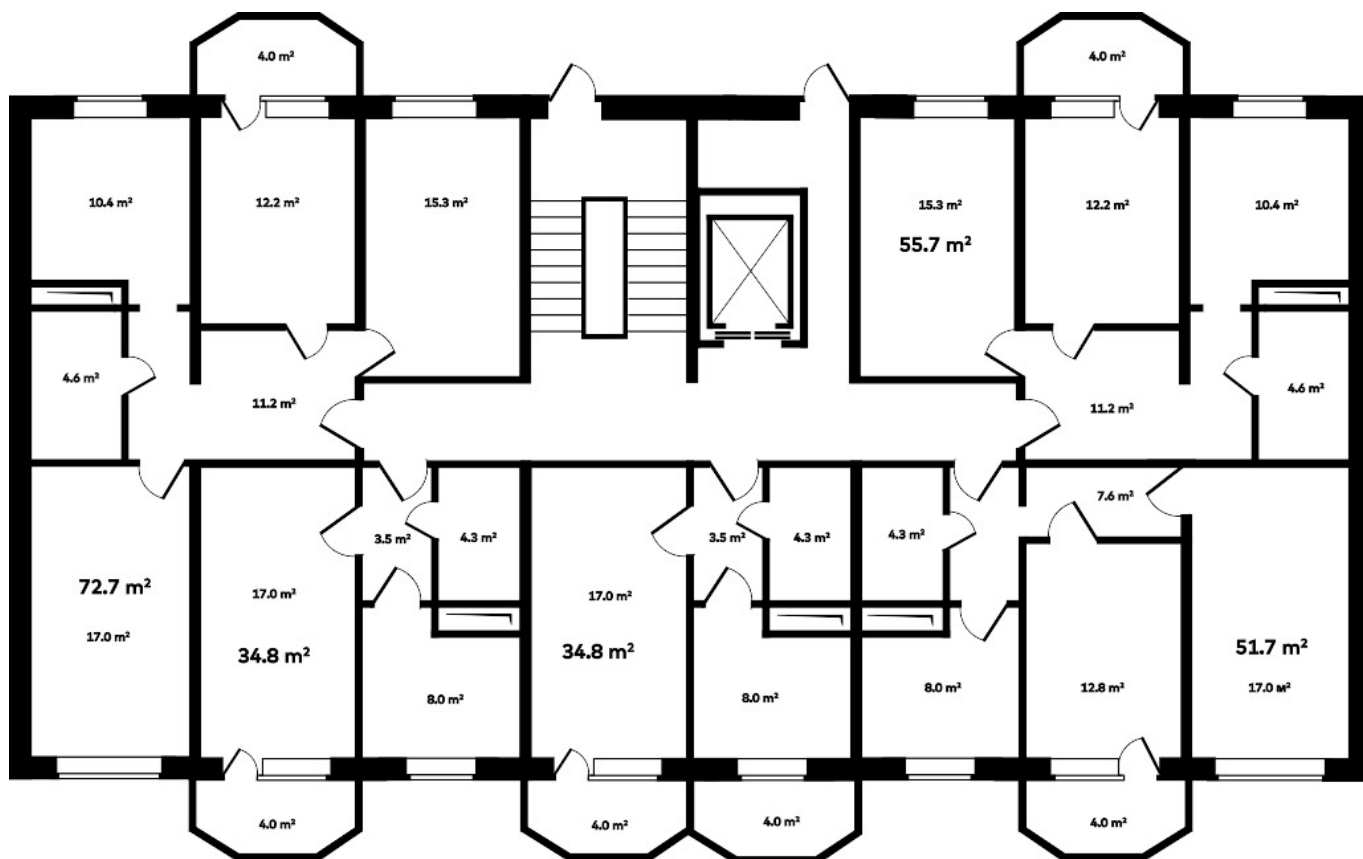 4.0 m²
4.0 m²
10.4 m²
12.2 m²
15.3 m²
15.3 m²
55.7 m²
12.2 m²
10.4 m²
4.6 m²
11.2 m²
11.2 m²
4.6 m²
7.6 m²
3.5 m²
4.3 m²
3.5 m²
4.3 m²
4.3 m²
72.7 m²
17.0 m²
17.0 m²
34.8 m²
17.0 m²
34.8 m²
51.7 m²
17.0 м²
8.0 m²
8.0 m²
8.0 m²
12.8 m²
4.0 m²
4.0 m²
4.0 m²
4.0 m²